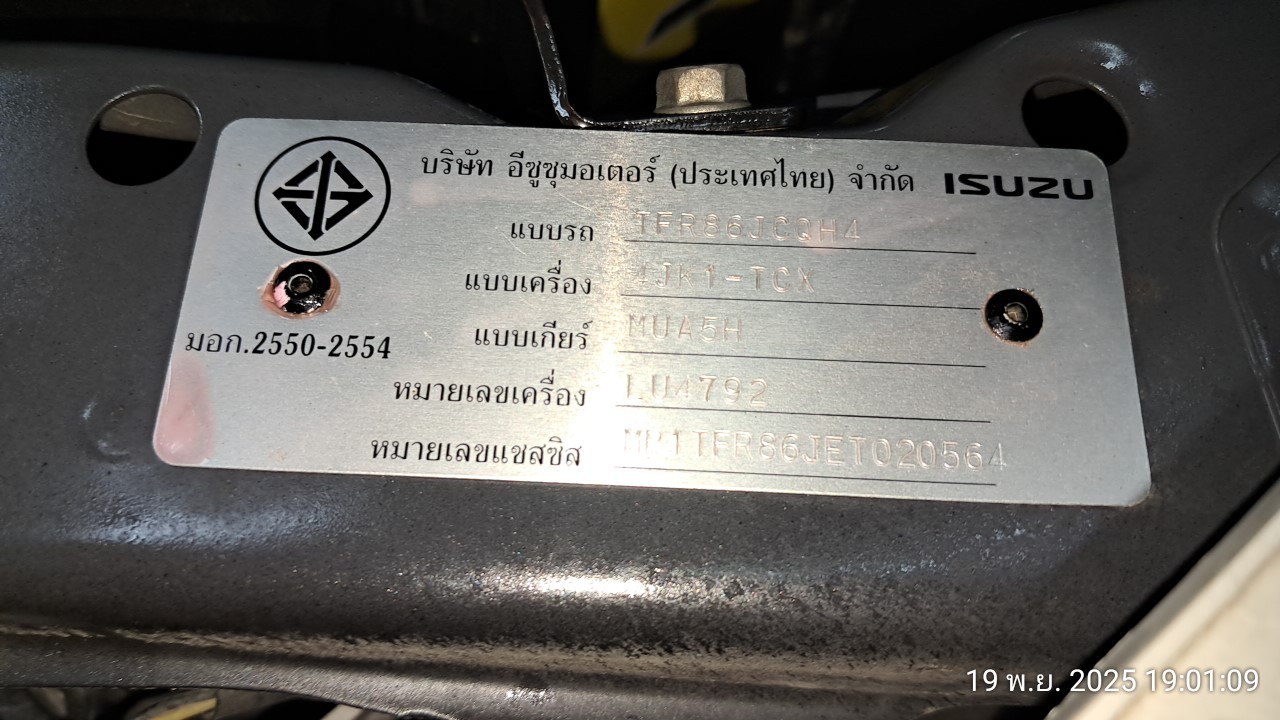 บริษัท อีซูซุมอเตอร์ (ประเทศไทย) จำกัด ISUZU
แบบรถ TFR86JCQH4
แบบเครื่อง 4JK1-TCX
มอก.2550-2554
แบบเกียร์ MUA5H
หมายเลขเครื่อง LU4792
หมายเลขแชสซิส MP1TFR86JET020564
19 พ.ย. 2025 19:01:09